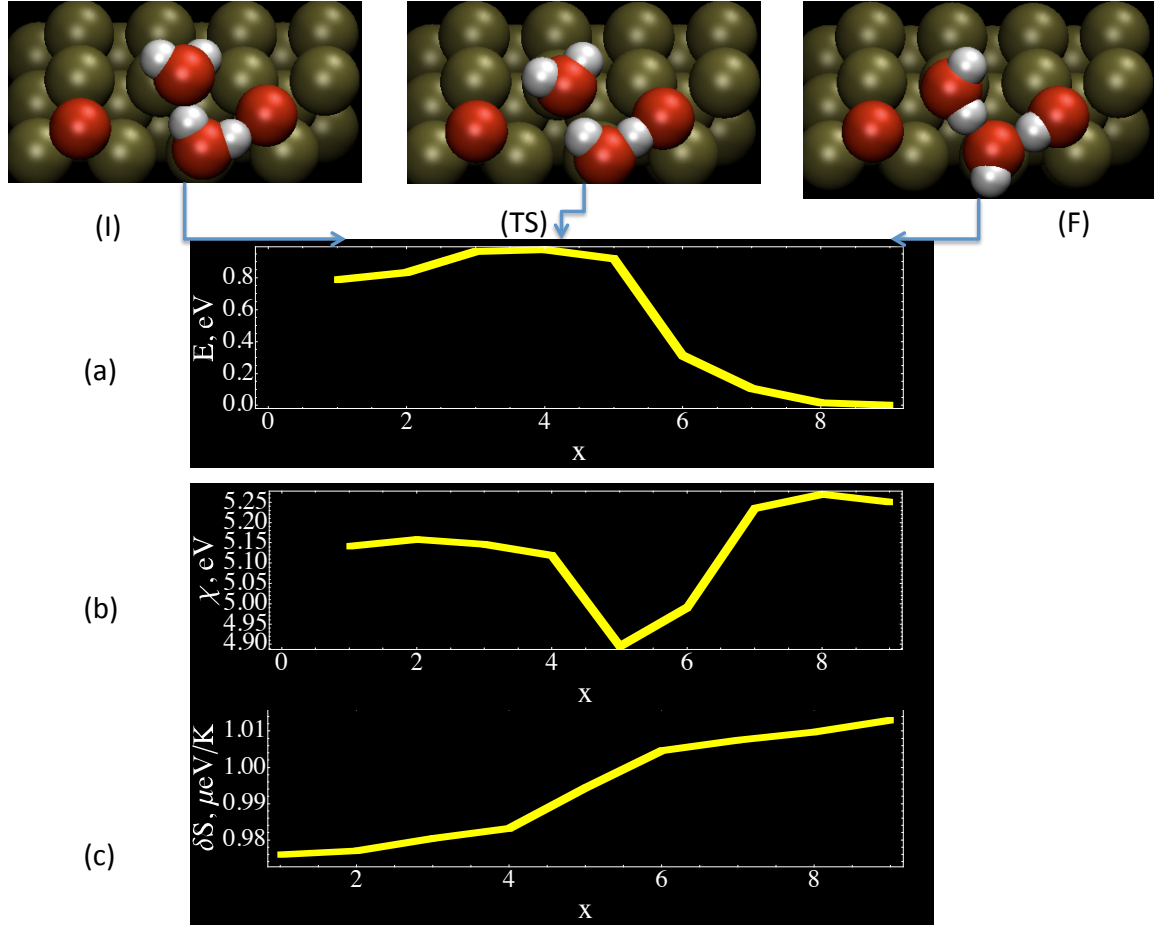 (I)
(TS)
(F)
(a)
E, eV
0.8
0.6
0.4
0.2
0.0
0 2 4 6 8
x
(b)
χ, eV
5.25
5.20
5.15
5.10
5.05
5.00
4.95
4.90
0 2 4 6 8
x
(c)
δS, μeV/K
1.01
1.00
0.99
0.98
2 4 6 8
x